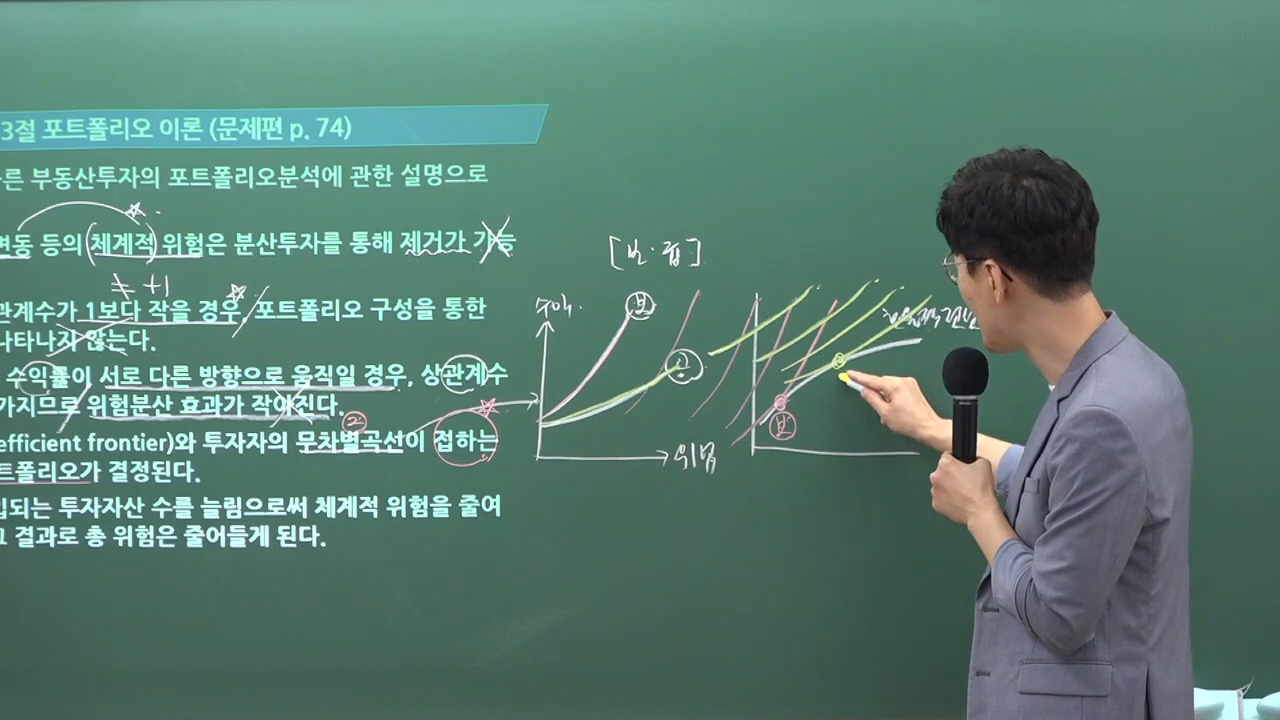 3절 포트폴리오 이론 (문제편 p. 74)
른 부동산투자의 포트폴리오분석에 관한 설명으로
변동 등의 체계적 위험은 분산투자를 통해 제거가 가능
≠ +1
관계수가 1보다 작을 경우, 포트폴리오 구성을 통한
나타나지 않는다.
수익률이 서로 다른 방향으로 움직일 경우, 상관계수
가지므로 위험분산 효과가 작아진다.
efficient frontier)와 투자자의 무차별곡선이 접하는
트폴리오가 결정된다.
입되는 투자자산 수를 늘림으로써 체계적 위험을 줄여
그 결과로 총 위험은 줄어들게 된다.
수익
보
위험
보